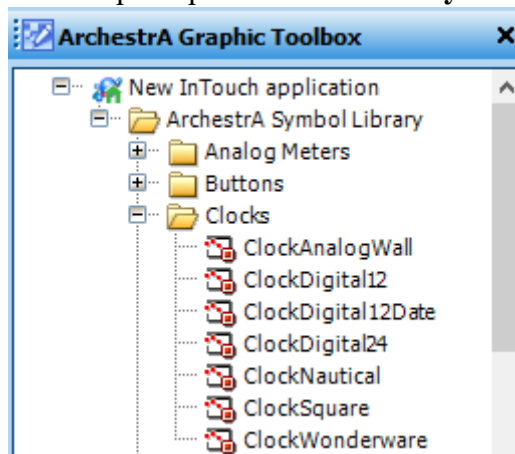 ArchestrA Graphic Toolbox
New InTouch application
ArchestrA Symbol Library
Analog Meters
Buttons
Clocks
ClockAnalogWall
ClockDigital12
ClockDigital12Date
ClockDigital24
ClockNautical
ClockSquare
ClockWonderware